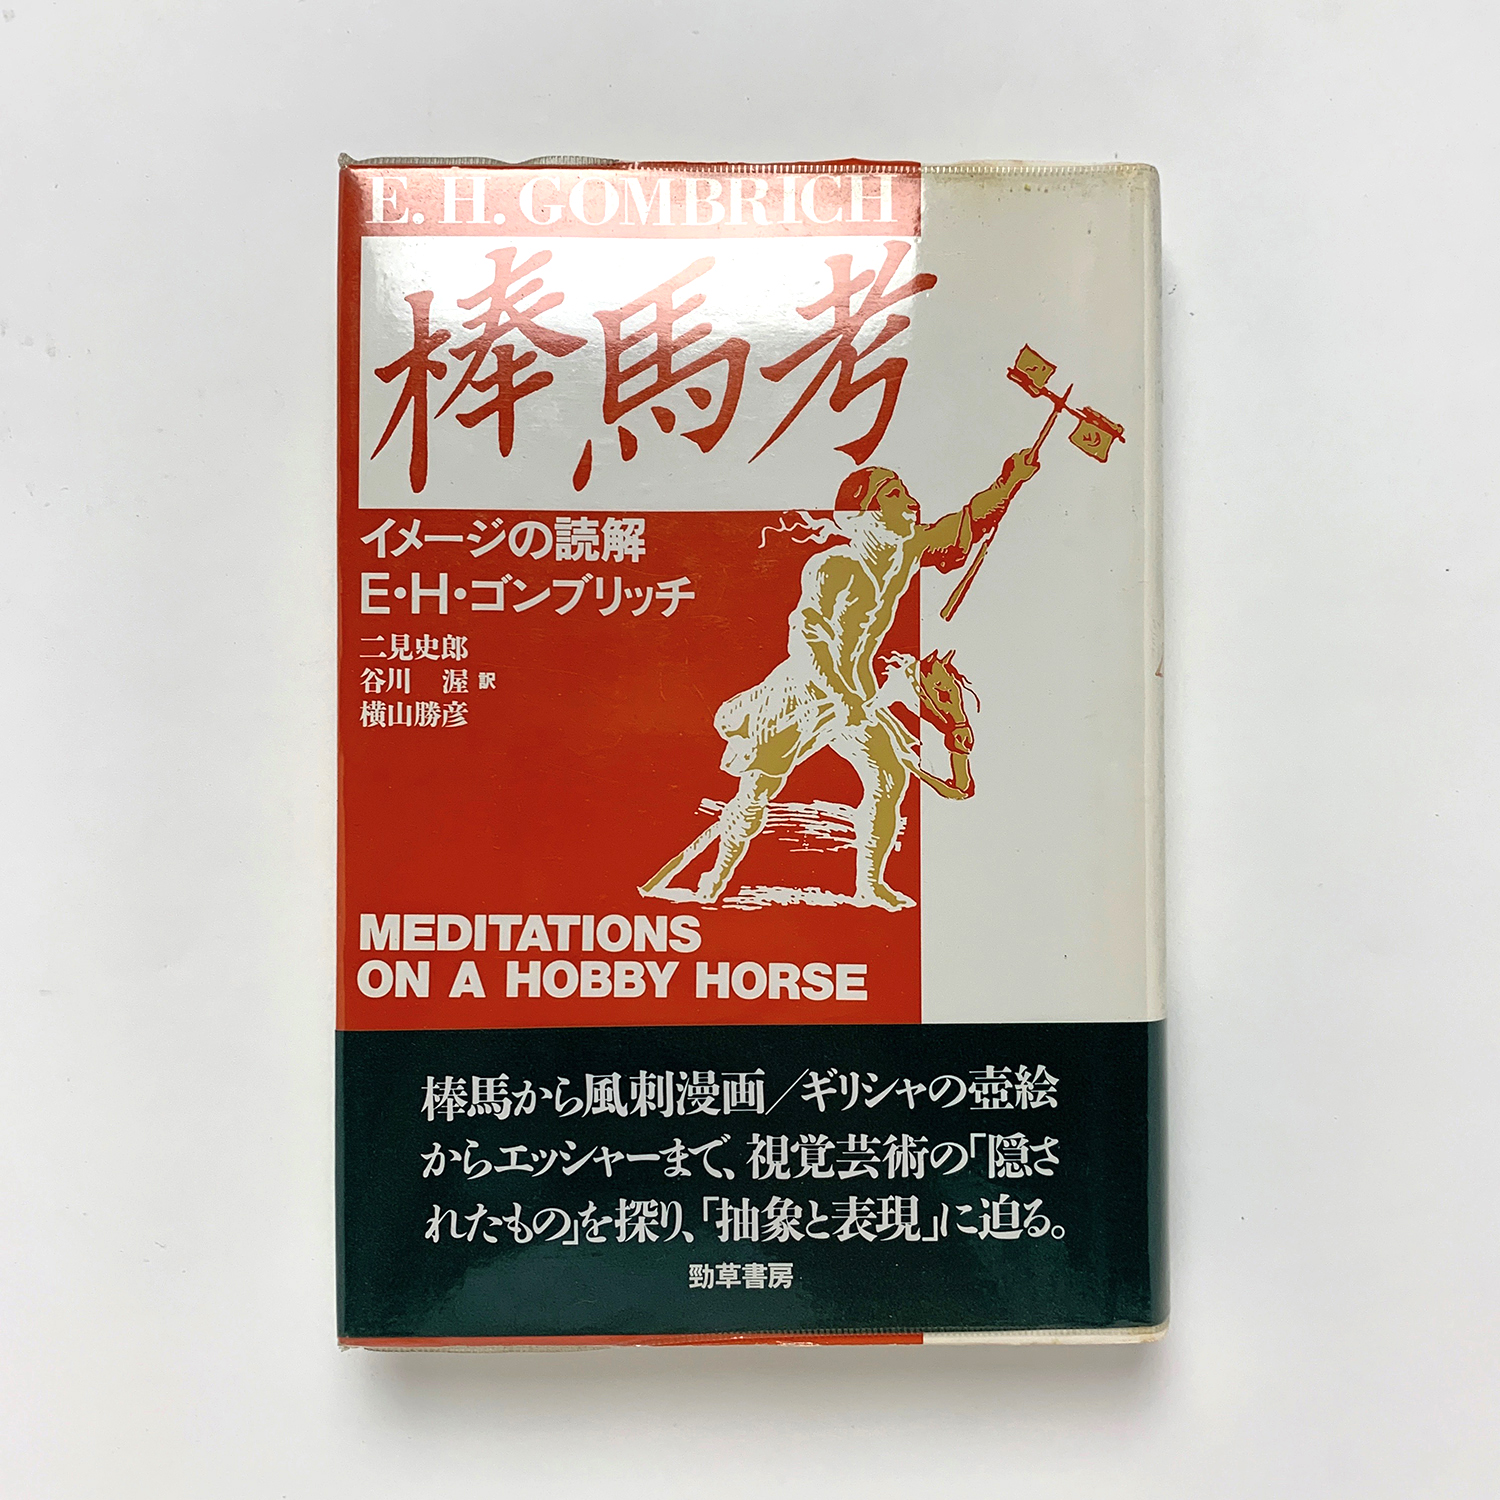 E. H. GOMBRICH
棒馬考
イメージの読解
E・H・ゴンブリッチ
二見史郎
谷川 渥 訳
横山勝彦
MEDITATIONS
ON A HOBBY HORSE
棒馬から風刺漫画／ギリシャの壺絵
からエッシャーまで、視覚芸術の「隠さ
れたもの」を探り、「抽象と表現」に迫る。
勁草書房